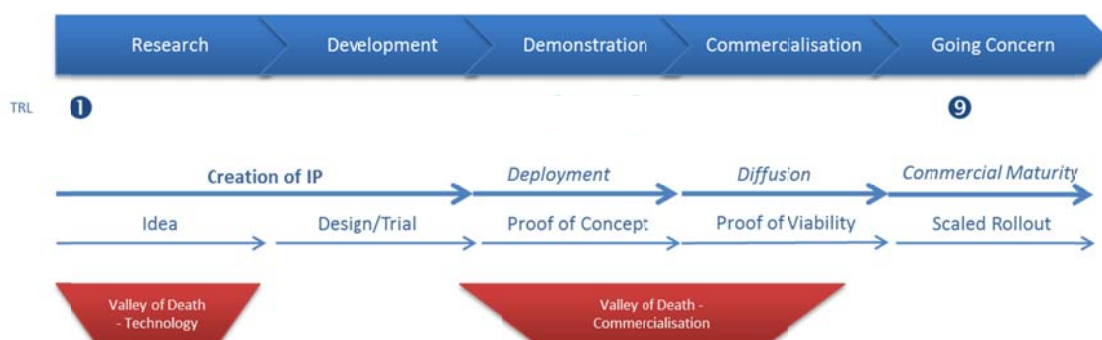 Research Development Demonstration Commercialisation Going Concern
TRL 1 9
Creation of IP Deployment Diffusion Commercial Maturity
Idea Design/Trial Proof of Concept Proof of Viability Scaled Rollout
Valley of Death
- Technology
Valley of Death -
Commercialisation